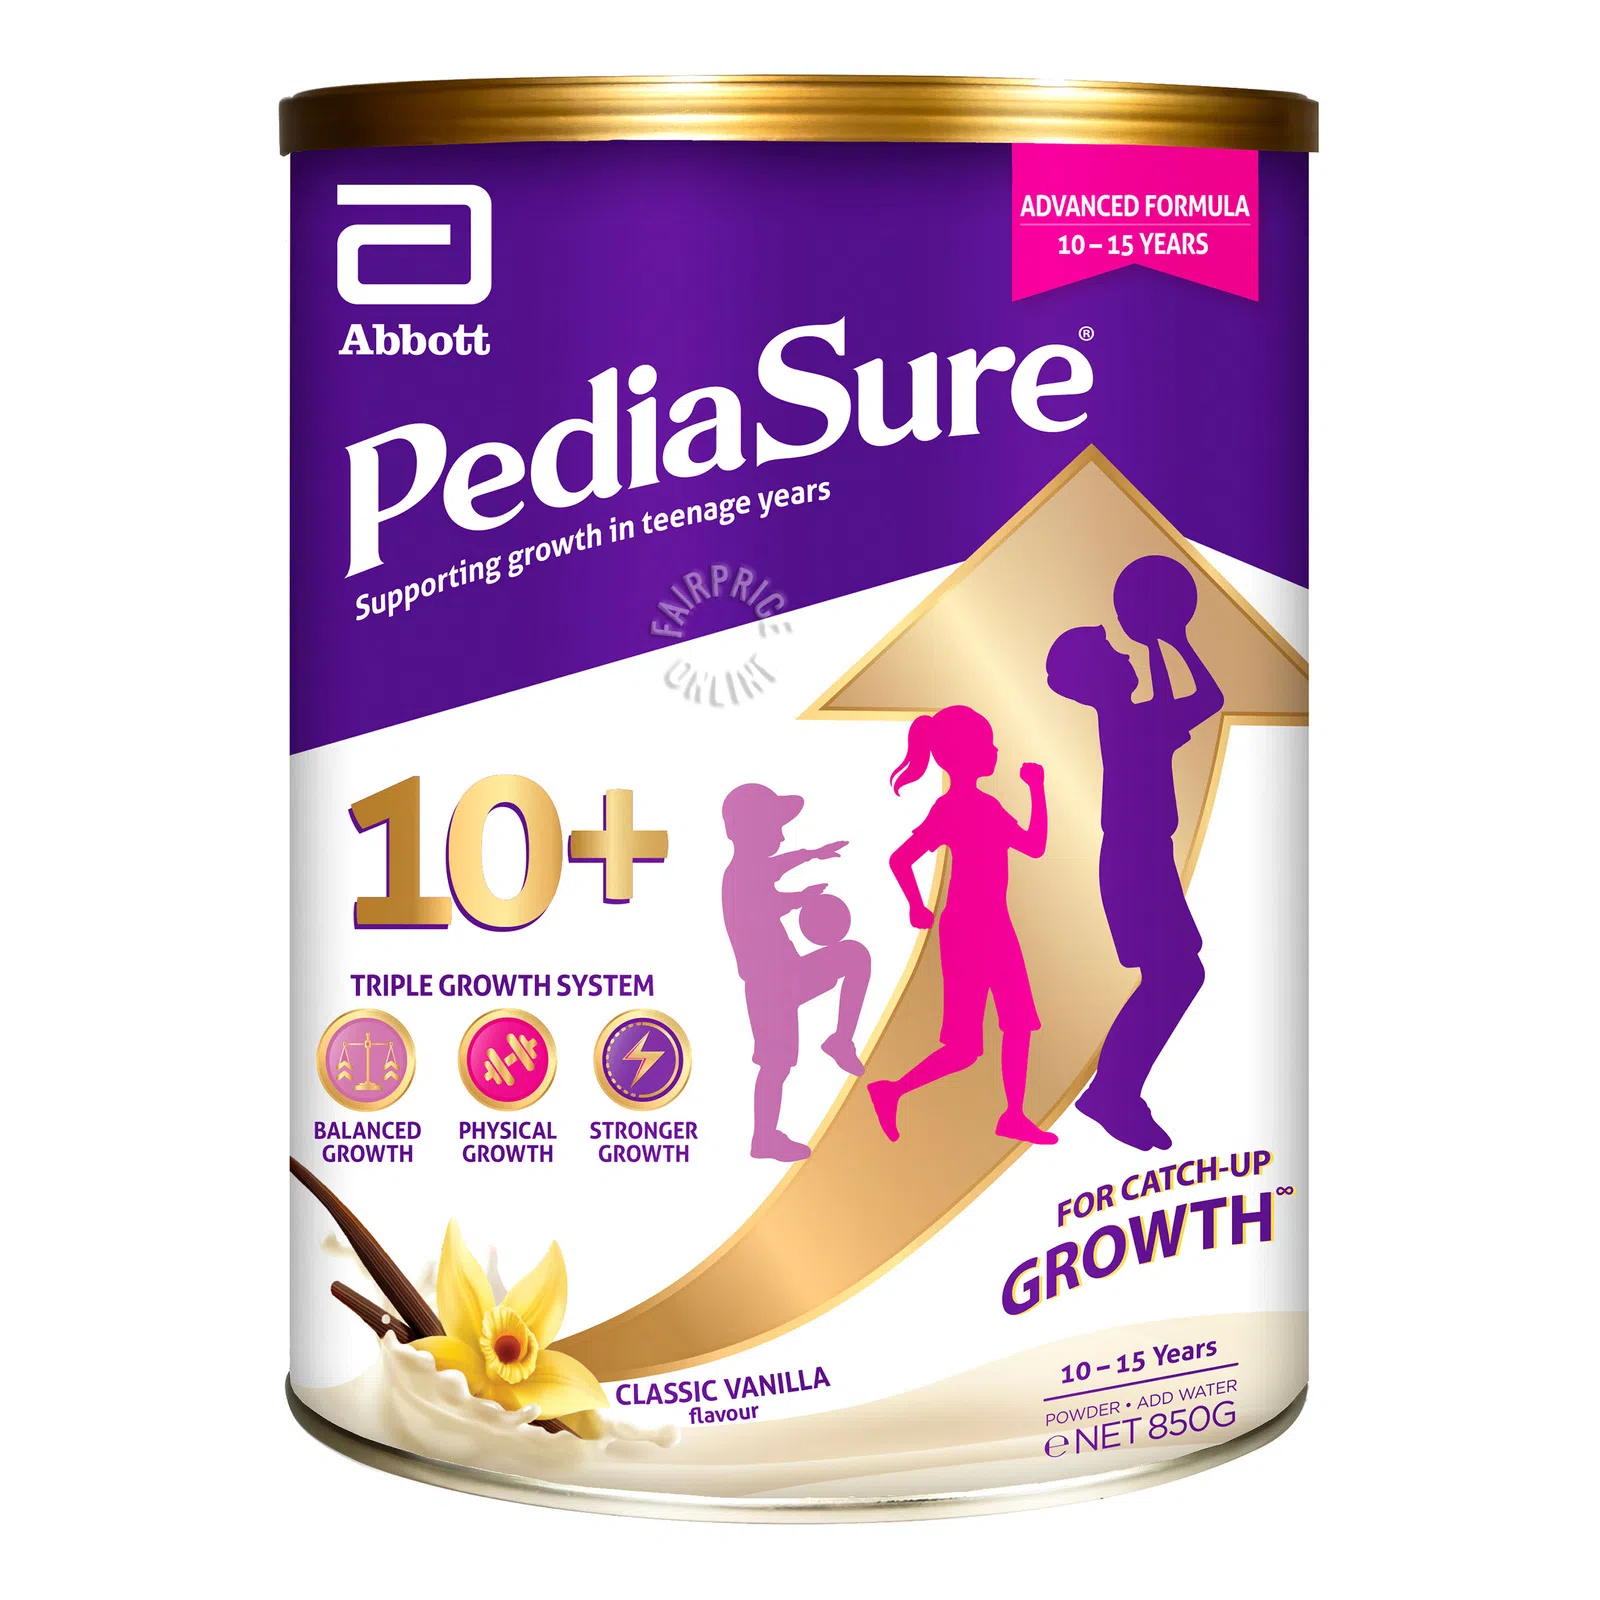 Abbott
ADVANCED FORMULA
10 – 15 YEARS
PediaSure®
Supporting growth in teenage years
FAIRPRICE
ONLINE
10+
TRIPLE GROWTH SYSTEM
BALANCED
GROWTH
PHYSICAL
GROWTH
STRONGER
GROWTH
FOR CATCH-UP
GROWTH∞
CLASSIC VANILLA
flavour
10 – 15 Years
POWDER • ADD WATER
℮ NET 850G